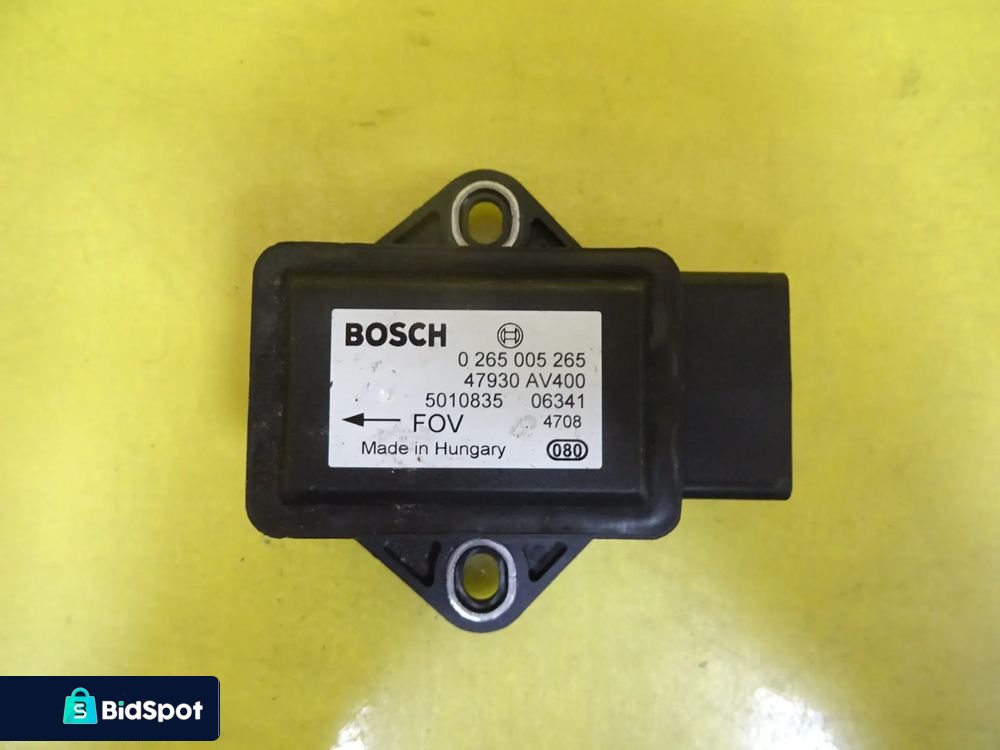 BOSCH
0 265 005 265
47930 AV400
5010835 06341
FOV 4708
Made in Hungary 080
BidSpot